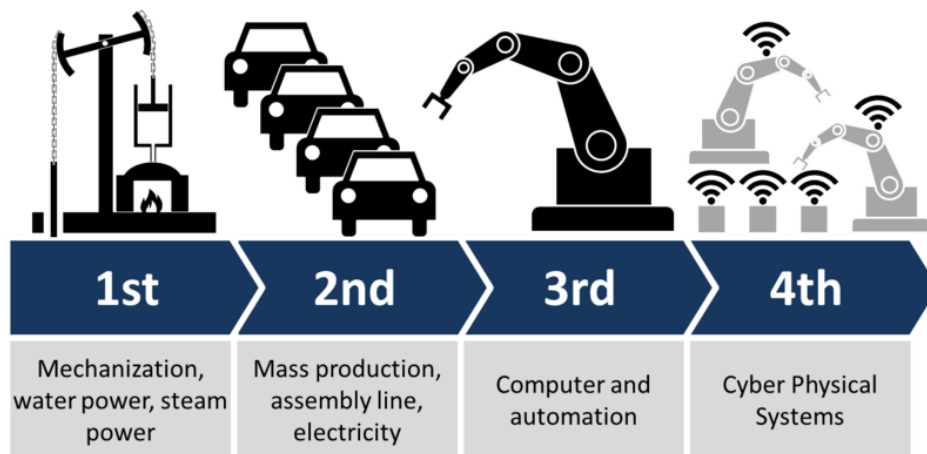 1st
2nd
3rd
4th
Mechanization,
water power, steam
power
Mass production,
assembly line,
electricity
Computer and
automation
Cyber Physical
Systems